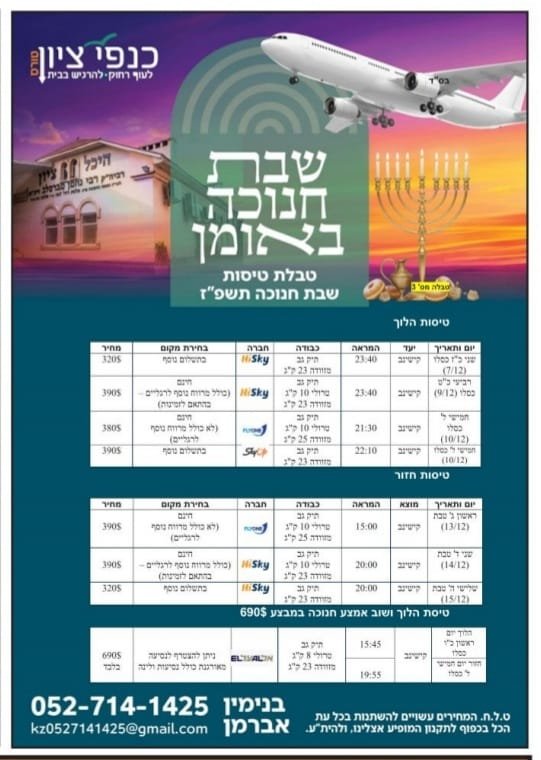 בס"ד
כנפי ציון טורס
לעוף רחוק • להרגיש בבית
היכל ציון
שבת
חנוכה
באומן
טבלת טיסות
שבת חנוכה תשפ"ז
טבלה מס' 3
טיסות הלוך
יום ותאריך יעד המראה כבודה חברה בחירת מקום מחיר
שני כ"ז כסלו (7/12) קישינב 23:40 תיק גב מזוודה 23 ק"ג HiSky בתשלום נוסף 320$
רביעי כ"ט כסלו (9/12) קישינב 23:40 תיק גב טרולי 10 ק"ג מזוודה 23 ק"ג HiSky חינם (כולל מרווח נוסף לרגליים – בהתאם לזמינות) 390$
חמישי ל' כסלו (10/12) קישינב 21:30 תיק גב טרולי 10 ק"ג מזוודה 25 ק"ג FLYONE חינם (לא כולל מרווח נוסף לרגליים) 380$
חמישי ל' כסלו (10/12) קישינב 22:10 תיק גב מזוודה 23 ק"ג SkyUp בתשלום נוסף 390$
טיסות חזור
יום ותאריך מוצא המראה כבודה חברה בחירת מקום מחיר
ראשון ג' טבת (13/12) קישינב 15:00 תיק גב טרולי 10 ק"ג מזוודה 25 ק"ג FLYONE חינם (לא כולל מרווח נוסף לרגליים) 390$
שני ד' טבת (14/12) קישינב 20:00 תיק גב טרולי 10 ק"ג מזוודה 23 ק"ג HiSky חינם (כולל מרווח נוסף לרגליים – בהתאם לזמינות) 390$
שלישי ה' טבת (15/12) קישינב 20:00 תיק גב מזוודה 23 ק"ג HiSky בתשלום נוסף 320$
טיסת הלוך ושוב אמצע חנוכה במבצע 690$
הלוך יום ראשון כ"ו כסלו קישינב 15:45 תיק גב טרולי 8 ק"ג מזוודה 23 ק"ג EL אל על AL ניתן להצטרף לנסיעה מאורגנת כולל נסיעות ולינה 690$ בלבד
חזור יום חמישי ל' כסלו 19:55
ט.ל.ח. המחירים עשויים להשתנות בכל עת
הכל בכפוף לתקנון המופיע אצלינו, ולהית"ע.
בנימין
אברמן
052-714-1425
kz0527141425@gmail.com